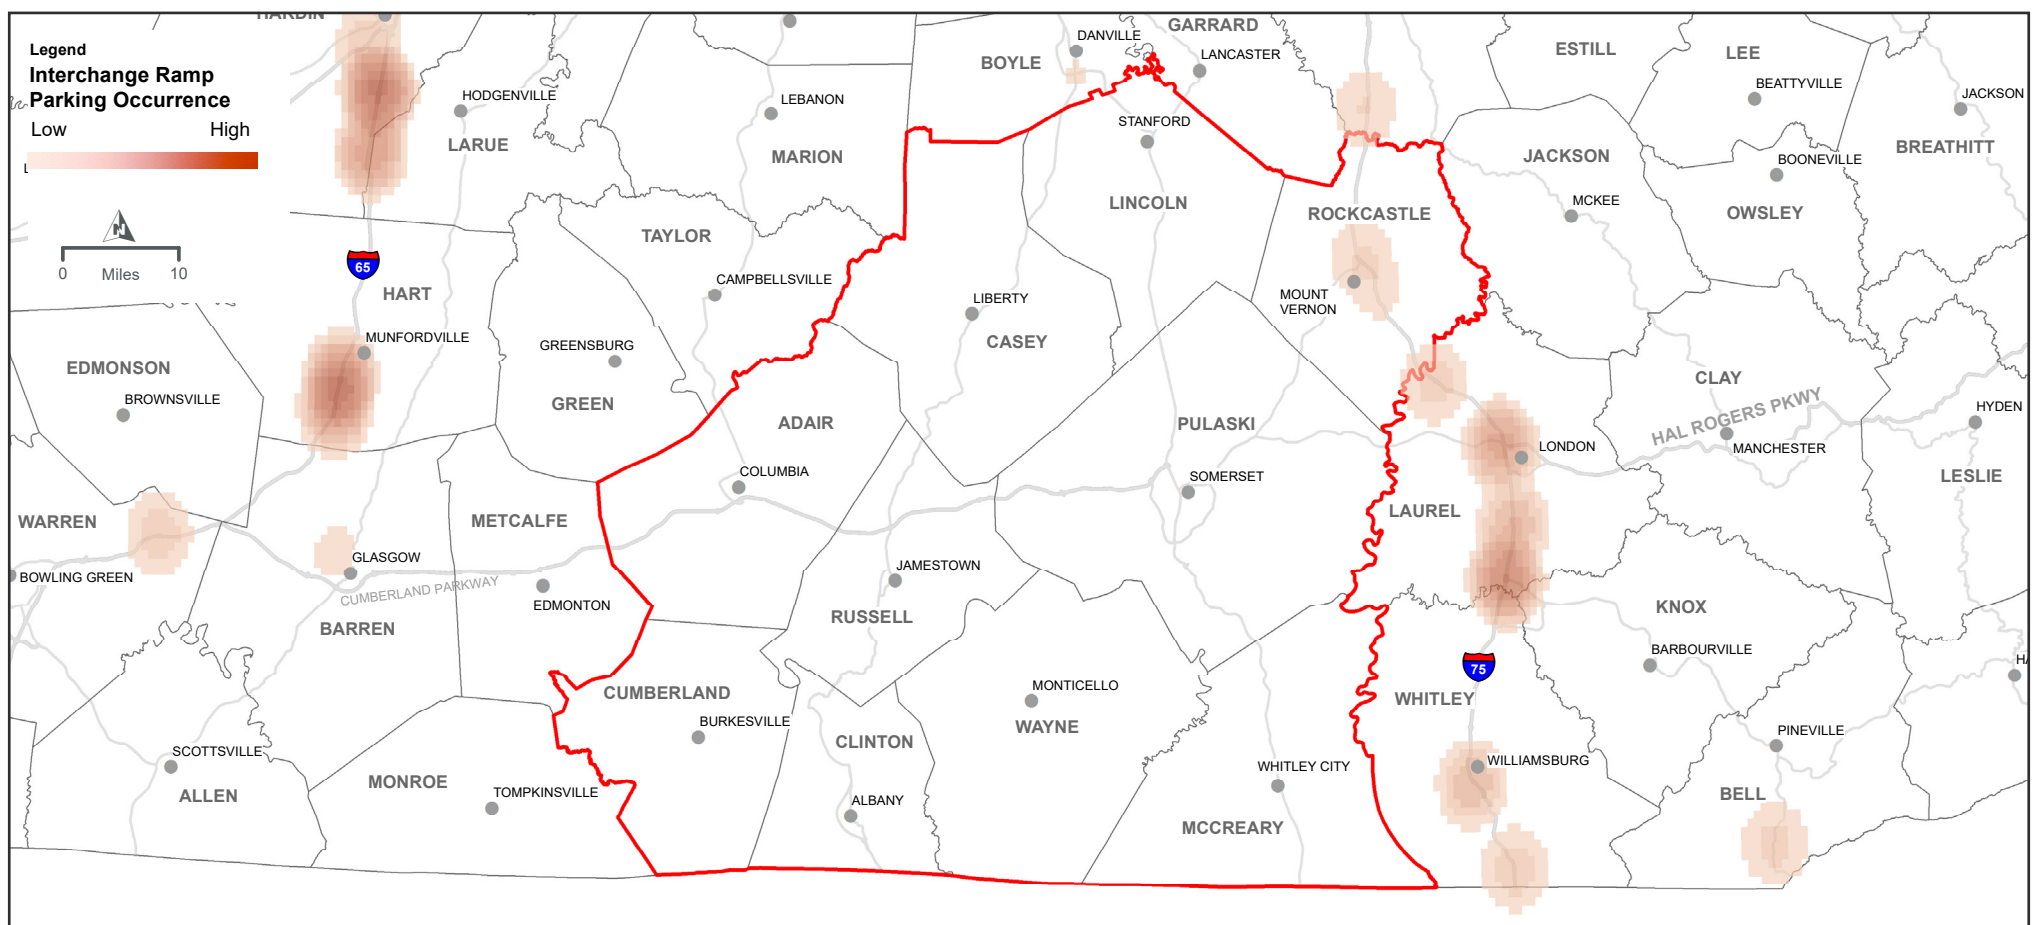 HARDIN
Legend
Interchange Ramp
Parking Occurrence
Low High
N
0 Miles 10
GARRARD
DANVILLE
LANCASTER
BOYLE
ESTILL
LEE
BEATTYVILLE
JACKSON
HODGENVILLE
LEBANON
STANFORD
LARUE
MARION
JACKSON
BOONEVILLE
BREATHITT
MCKEE
LINCOLN
ROCKCASTLE
OWSLEY
TAYLOR
65
HART
CAMPBELLSVILLE
LIBERTY
MOUNT
VERNON
MUNFORDVILLE
GREENSBURG
CASEY
EDMONSON
BROWNSVILLE
GREEN
CLAY
HAL ROGERS PKWY
HYDEN
ADAIR
PULASKI
LONDON
MANCHESTER
COLUMBIA
SOMERSET
LESLIE
WARREN
METCALFE
LAUREL
GLASGOW
BOWLING GREEN
CUMBERLAND PARKWAY
JAMESTOWN
EDMONTON
RUSSELL
KNOX
BARREN
BARBOURVILLE
75
HA
CUMBERLAND
MONTICELLO
WHITLEY
BURKESVILLE
WAYNE
PINEVILLE
CLINTON
SCOTTSVILLE
WHITLEY CITY
WILLIAMSBURG
MONROE
ALLEN
TOMPKINSVILLE
ALBANY
BELL
MCCREARY